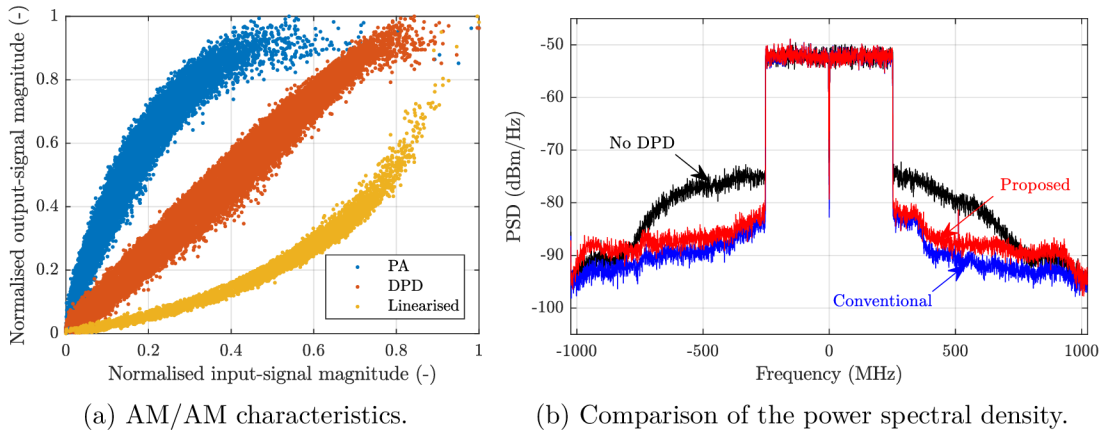 Normalised output-signal magnitude (-)
1
0.8
0.6
0.4
0.2
0
0
0.2
0.4
0.6
0.8
1
PA
DPD
Linearised
Normalised input-signal magnitude (-)
(a) AM/AM characteristics.
PSD (dBm/Hz)
-50
-60
-70
-80
-90
-100
No DPD
Proposed
Conventional
-1000
-500
0
500
1000
Frequency (MHz)
(b) Comparison of the power spectral density.